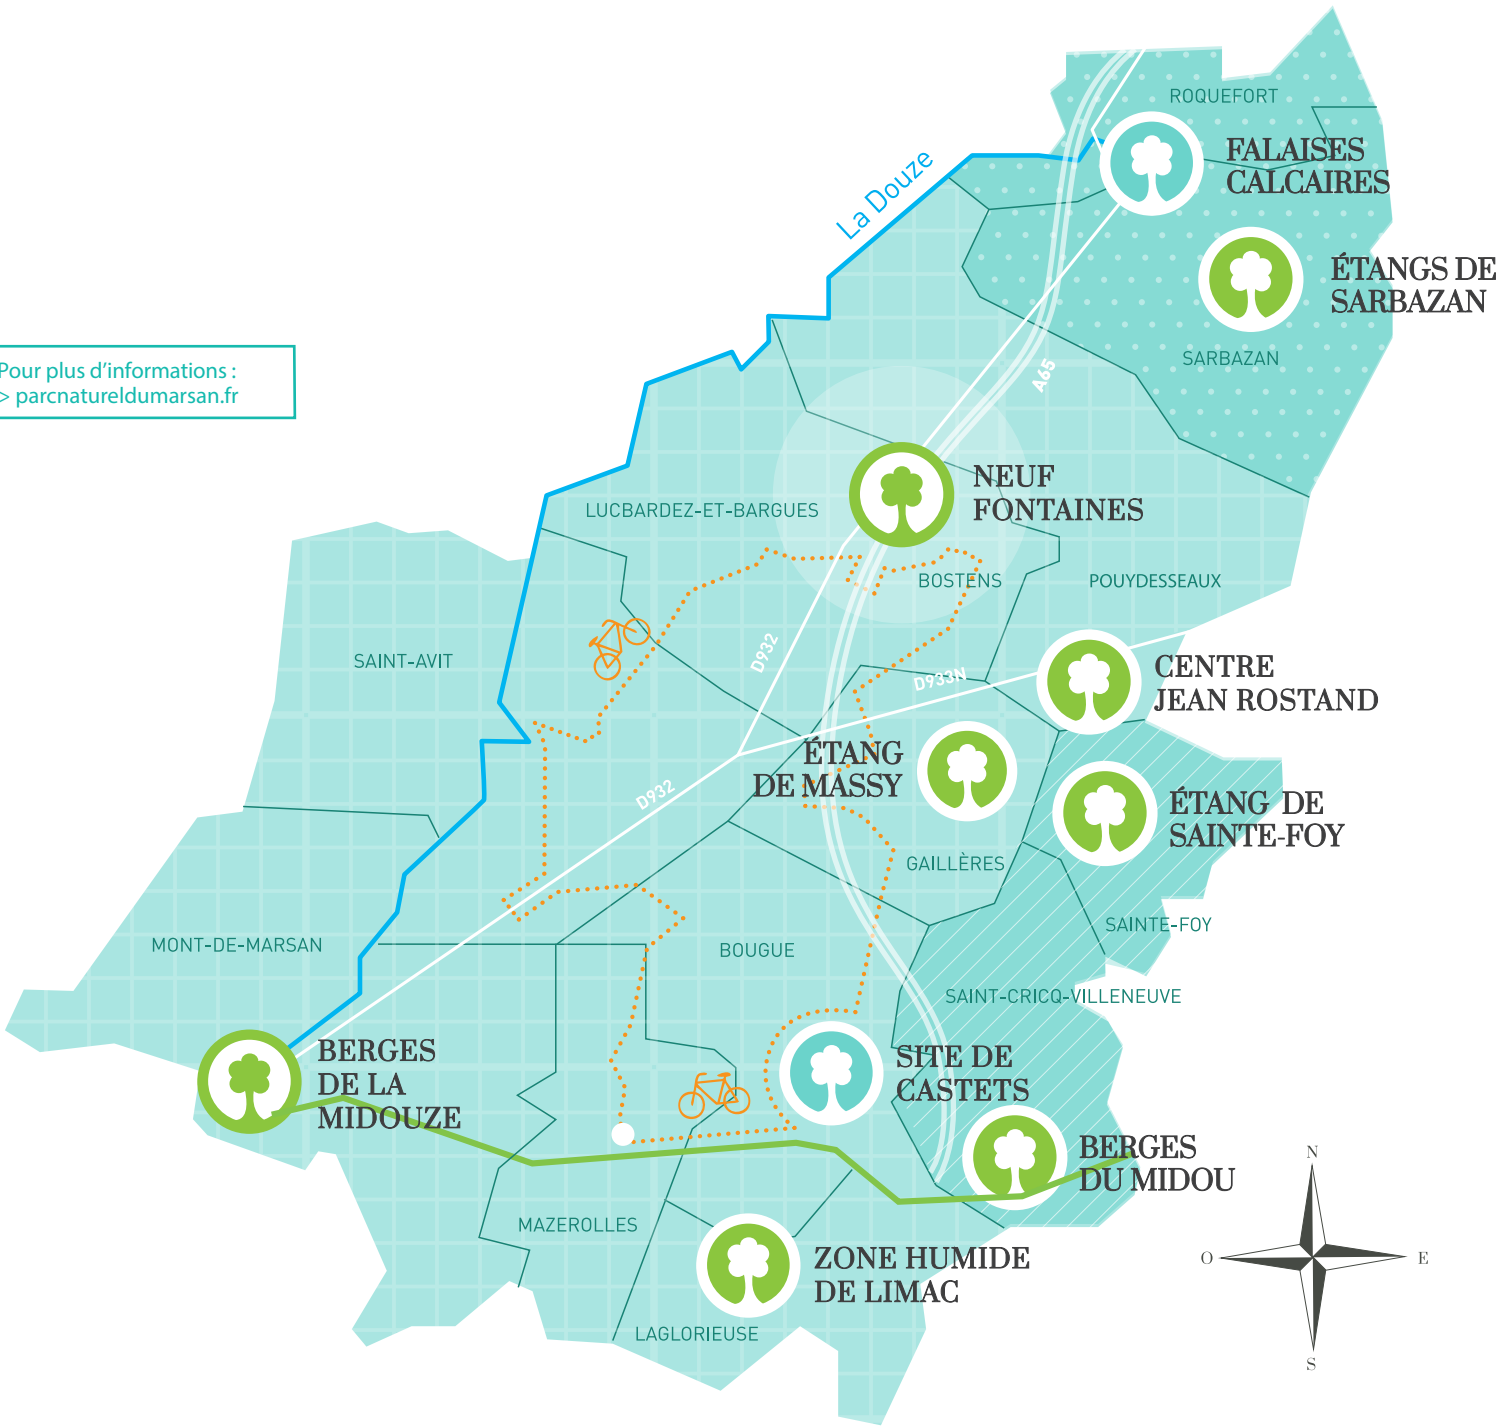 ROQUEFORT
FALAISES
CALCAIRES
La Douze
ÉTANGS DE
SARBAZAN
SARBAZAN
Pour plus d'informations :
> parcnatureldumarsan.fr
A65
NEUF
FONTAINES
LUCBARDEZ-ET-BARGUES
BOSTENS
POUYDESSEAUX
SAINT-AVIT
D932
D933N
CENTRE
JEAN ROSTAND
ÉTANG
DE MASSY
D932
ÉTANG DE
SAINTE-FOY
GAILLÈRES
SAINTE-FOY
MONT-DE-MARSAN
BOUGUE
SAINT-CRICQ-VILLENEUVE
BERGES
DE LA
MIDOUZE
SITE DE
CASTETS
BERGES
DU MIDOU
N
O
E
S
MAZEROLLES
ZONE HUMIDE
DE LIMAC
LAGLORIEUSE